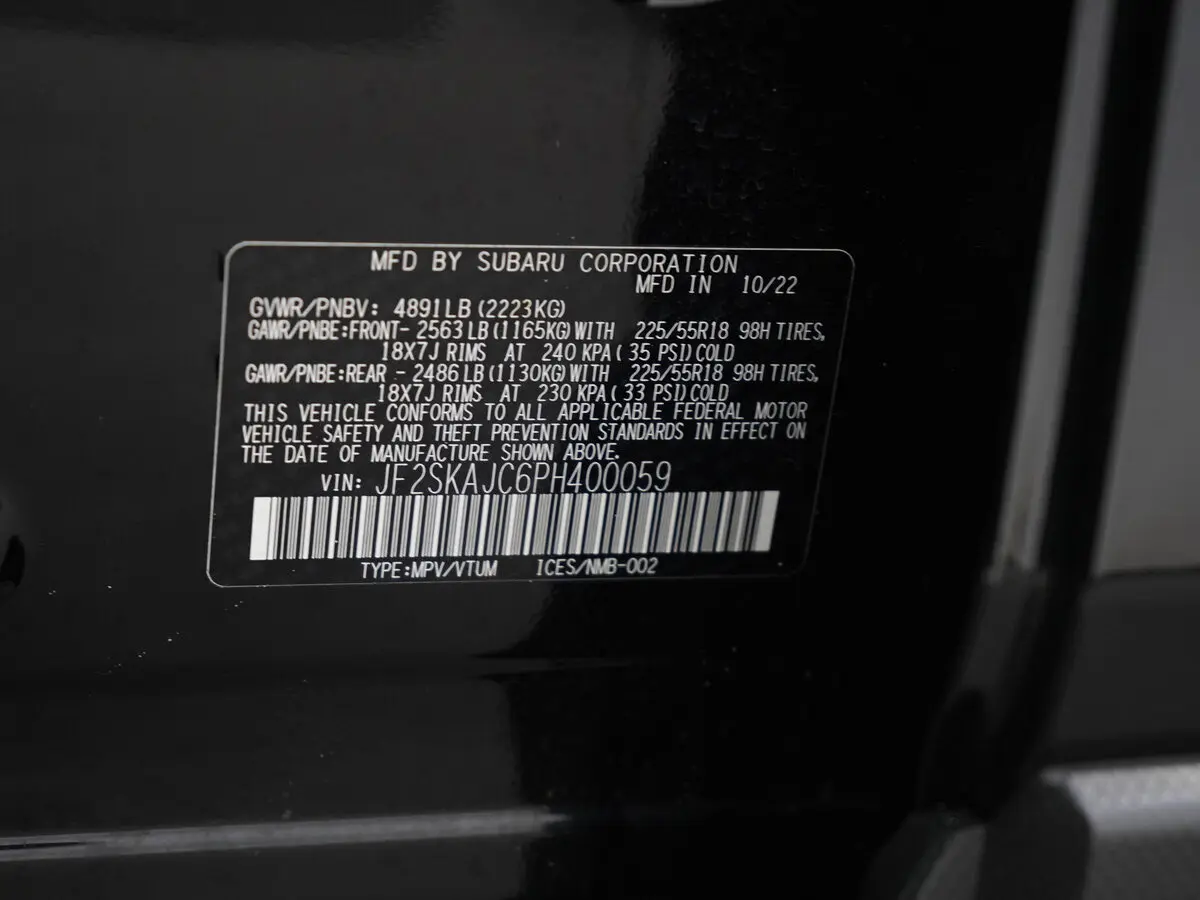 MFD BY SUBARU CORPORATION
MFD IN 10/22
GVWR/PNBV: 4891LB (2223KG)
GAWR/PNBE:FRONT- 2563 LB (1165KG) WITH 225/55R18 98H TIRES,
18X7J RIMS AT 240 KPA ( 35 PSI) COLD
GAWR/PNBE:REAR - 2486 LB (1130KG) WITH 225/55R18 98H TIRES,
18X7J RIMS AT 230 KPA ( 33 PSI) COLD
THIS VEHICLE CONFORMS TO ALL APPLICABLE FEDERAL MOTOR
VEHICLE SAFETY AND THEFT PREVENTION STANDARDS IN EFFECT ON
THE DATE OF MANUFACTURE SHOWN ABOVE.
VIN: JF2SKAJC6PH400059
TYPE:MPV/VTUM ICES/NMB-002